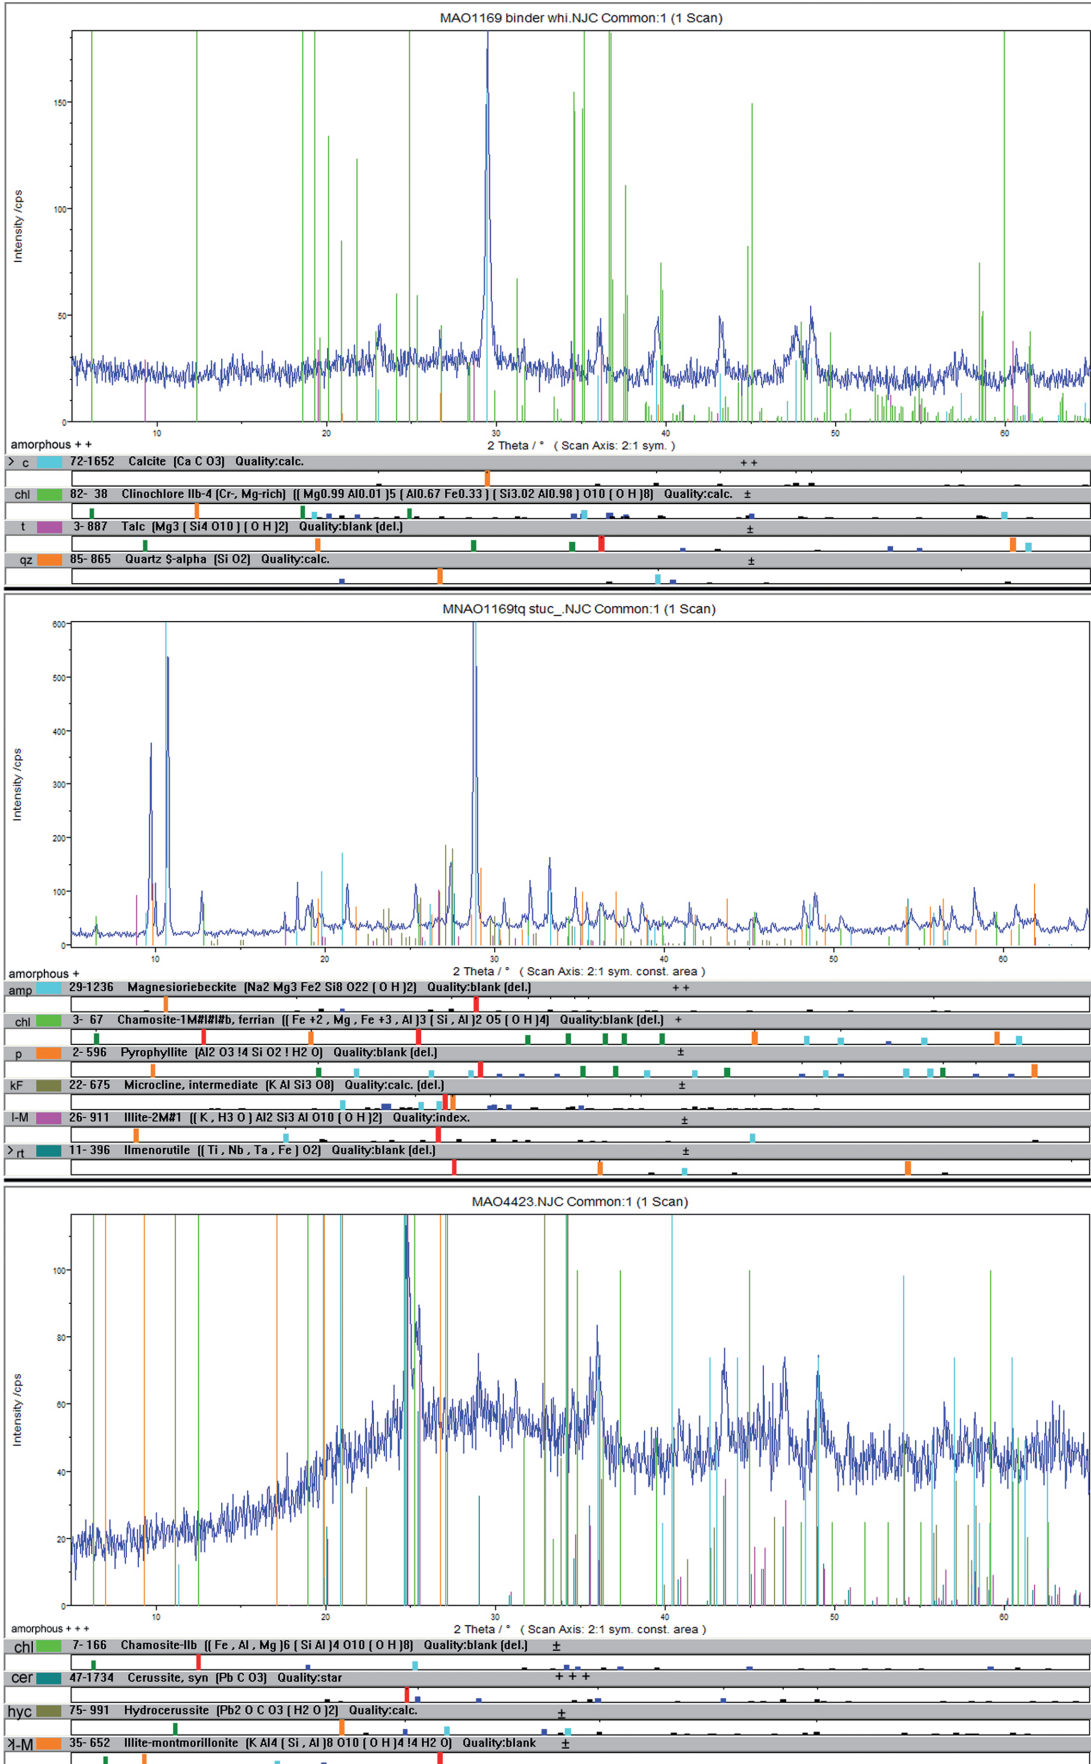 MAO1169 binder whi.NJC Common:1 (1 Scan)
Intensity /cps
150
100
50
0
10 20 30 40 50 60
amorphous + +
2 Theta / ° ( Scan Axis: 2:1 sym. )
> c 72-1652 Calcite (Ca C O3) Quality:calc. ++
chl 82- 38 Clinochlore IIb-4 (Cr-, Mg-rich) (( Mg0.99 Al0.01 )5 ( Al0.67 Fe0.33 ) ( Si3.02 Al0.98 ) O10 ( O H )8) Quality:calc. ±
t 3- 887 Talc (Mg3 ( Si4 O10 ) ( O H )2) Quality:blank (del.) ±
qz 85- 865 Quartz $-alpha (Si O2) Quality:calc. ±
MNAO1169tq stuc_.NJC Common:1 (1 Scan)
Intensity /cps
600
500
400
300
200
100
0
10 20 30 40 50 60
amorphous +
2 Theta / ° ( Scan Axis: 2:1 sym. const. area )
amp 29-1236 Magnesioriebeckite (Na2 Mg3 Fe2 Si8 O22 ( O H )2) Quality:blank (del.) ++
chl 3- 67 Chamosite-1M#I#I#b, ferrian (( Fe +2 , Mg , Fe +3 , Al )3 ( Si , Al )2 O5 ( O H )4) Quality:blank (del.) +
p 2- 596 Pyrophyllite (Al2 O3 !4 Si O2 ! H2 O) Quality:blank (del.) ±
kF 22- 675 Microcline, intermediate (K Al Si3 O8) Quality:calc. (del.) ±
I-M 26- 911 Illite-2M#1 (( K , H3 O ) Al2 Si3 Al O10 ( O H )2) Quality:index. ±
> rt 11- 396 Ilmenorutile (( Ti , Nb , Ta , Fe ) O2) Quality:blank (del.) ±
MAO4423.NJC Common:1 (1 Scan)
Intensity /cps
100
80
60
40
20
0
10 20 30 40 50 60
amorphous + + +
2 Theta / ° ( Scan Axis: 2:1 sym. const. area )
chl 7- 166 Chamosite-IIb (( Fe , Al , Mg )6 ( Si Al )4 O10 ( O H )8) Quality:blank (del.) ±
cer 47-1734 Cerussite, syn (Pb C O3) Quality:star + + +
hyc 75- 991 Hydrocerussite (Pb2 O C O3 ( H2 O )2) Quality:calc. ±
>I-M 35- 652 Illite-montmorillonite (K Al4 ( Si , Al )8 O10 ( O H )4 !4 H2 O) Quality:blank ±